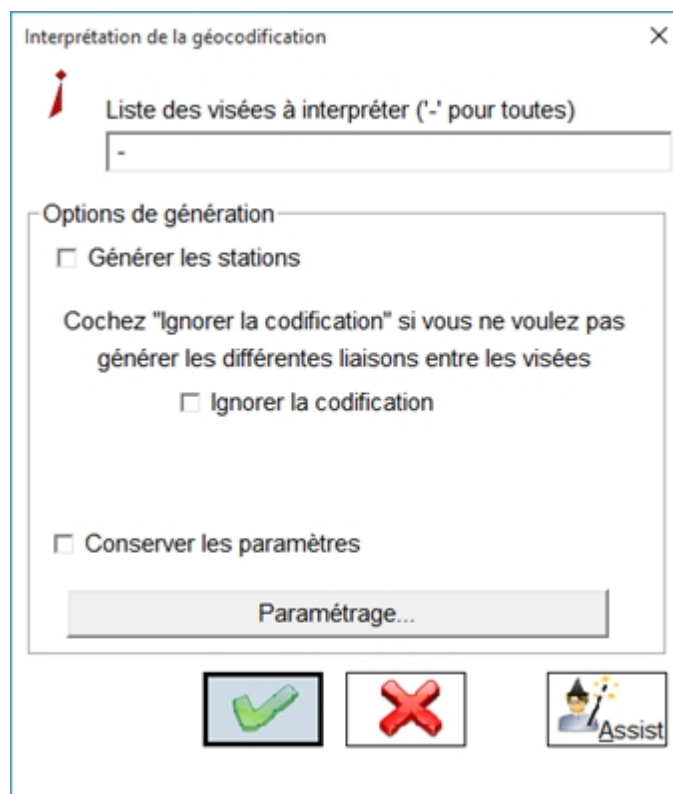 Interprétation de la géocodification
Liste des visées à interpréter ('-' pour toutes)
-
Options de génération
Générer les stations
Cochez "Ignorer la codification" si vous ne voulez pas
générer les différentes liaisons entre les visées
Ignorer la codification
Conserver les paramètres
Paramétrage...
Assist